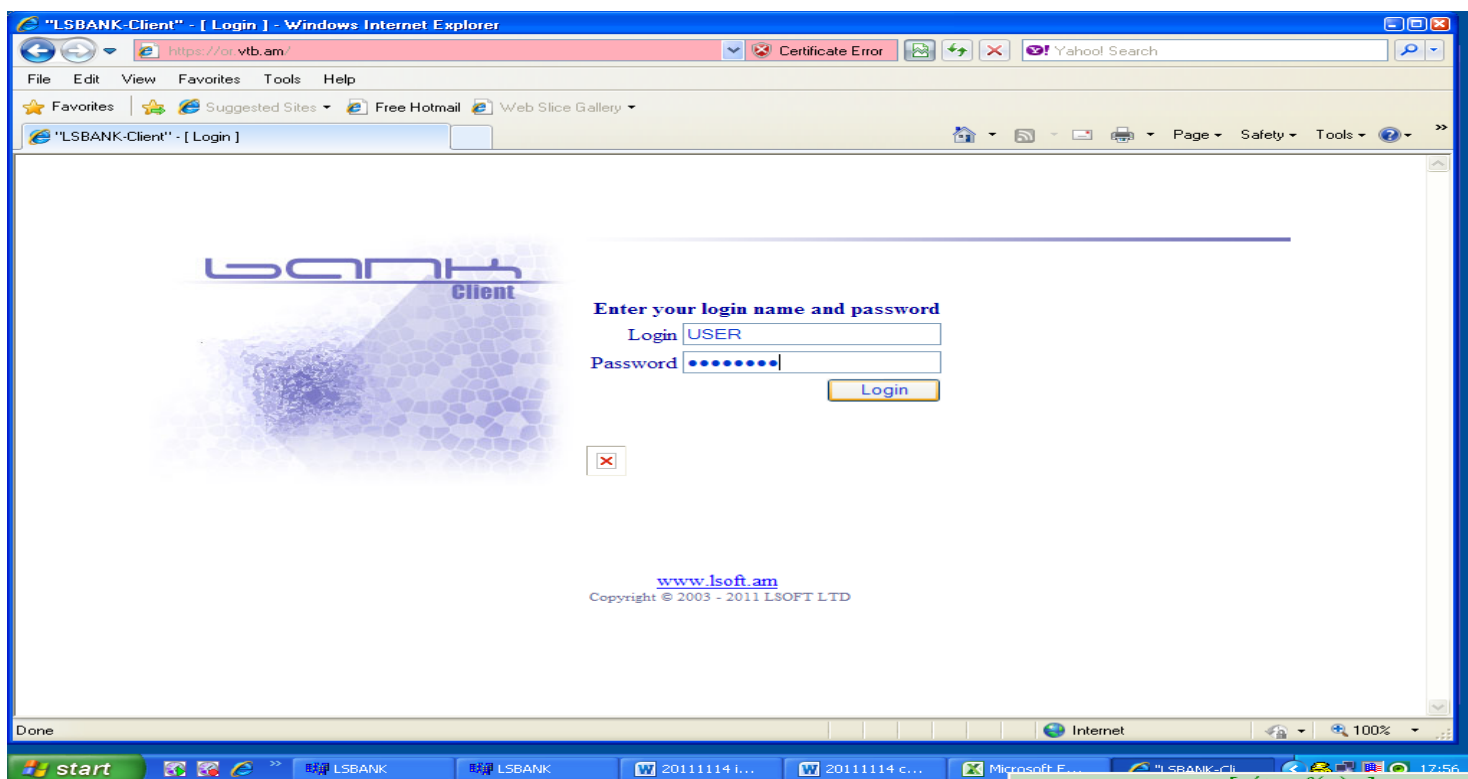 "LSBANK-Client" - [ Login ] - Windows Internet Explorer
https://or.vtb.am/ Certificate Error Yahoo! Search
File Edit View Favorites Tools Help
Favorites Suggested Sites Free Hotmail Web Slice Gallery
"LSBANK-Client" - [ Login ] Page Safety Tools
bank
Client
Enter your login name and password
Login USER
Password ••••••••
Login
www.lsoft.am
Copyright © 2003 - 2011 LSOFT LTD
Done Internet 100%
start LSBANK LSBANK 20111114 i... 20111114 c... Microsoft E... "LSBANK-Cli... 17:56